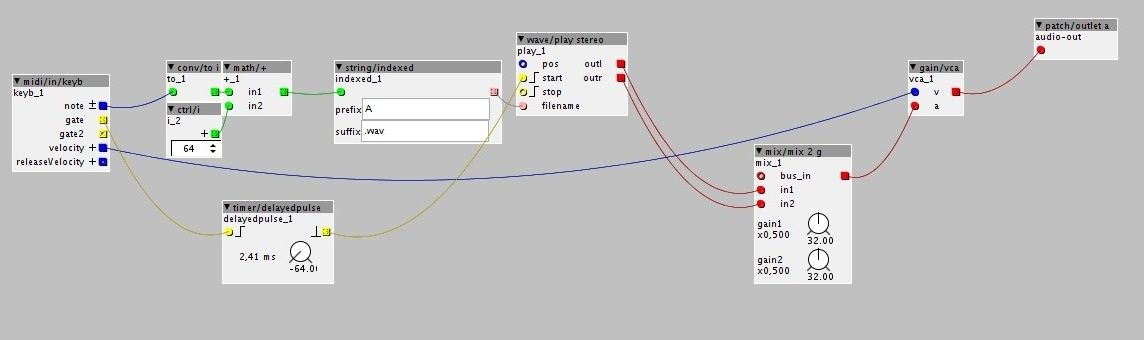 midi/in/keyb
keyb_1
note ±
gate
gate2
velocity +
releaseVelocity +
conv/to i
to_1
ctrl/i
i_2
+
64
math/+
+_1
in1
in2
string/indexed
indexed_1
prefix A
suffix .wav
timer/delayedpulse
delayedpulse_1
2,41 ms
-64.0
wave/play stereo
play_1
pos outl
start outr
stop
filename
mix/mix 2 g
mix_1
bus_in
in1
in2
gain1
x0,500
32.00
gain2
x0,500
32.00
gain/vca
vca_1
v
a
patch/outlet a
audio-out